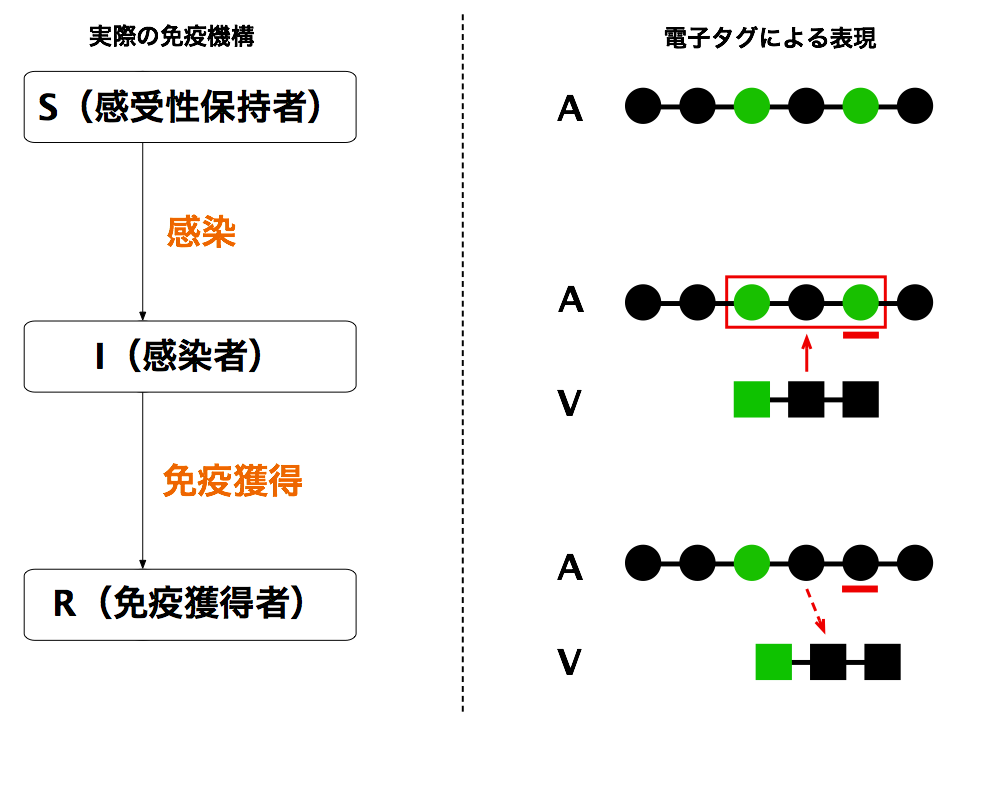 実際の免疫機構
電子タグによる表現
S（感受性保持者）
A
感染
A
I（感染者）
V
免疫獲得
A
R（免疫獲得者）
V